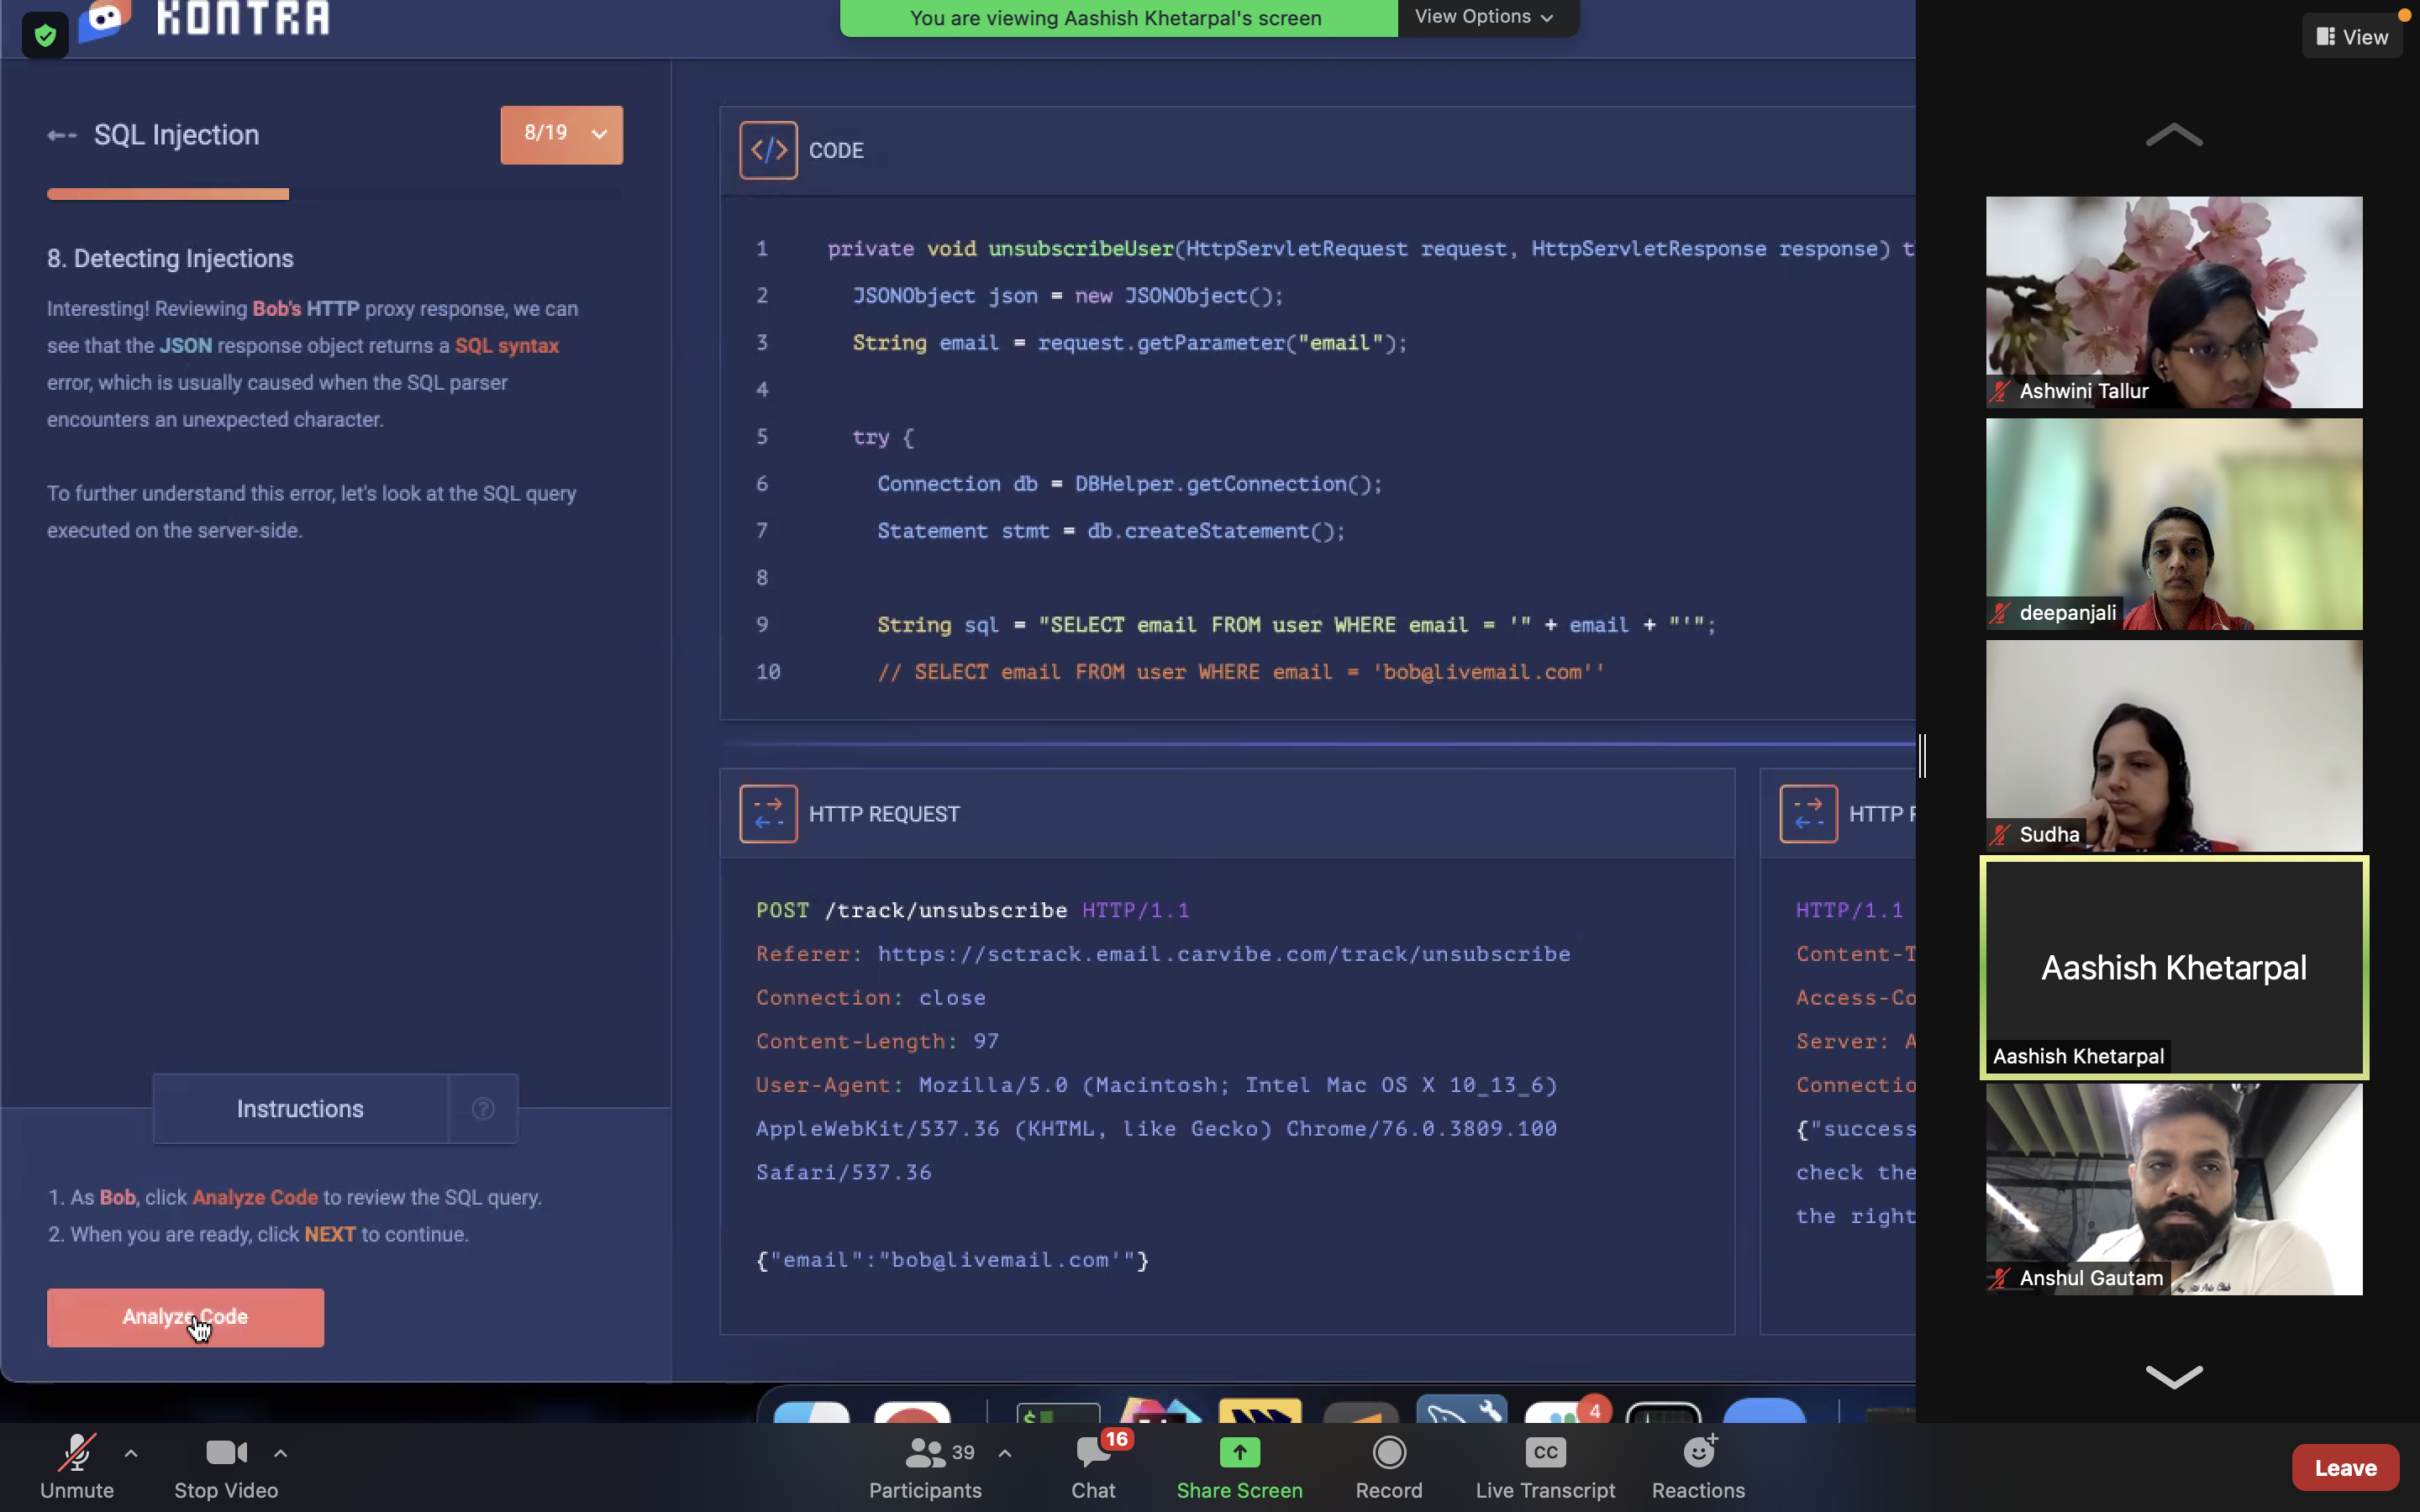 KONTRA
You are viewing Aashish Khetarpal's screen
View Options
View
SQL Injection
8/19
8. Detecting Injections
Interesting! Reviewing Bob's HTTP proxy response, we can
see that the JSON response object returns a SQL syntax
error, which is usually caused when the SQL parser
encounters an unexpected character.
To further understand this error, let's look at the SQL query
executed on the server-side.
Instructions
?
1. As Bob, click Analyze Code to review the SQL query.
2. When you are ready, click NEXT to continue.
Analyze Code
</> CODE
1 private void unsubscribeUser(HttpServletRequest request, HttpServletResponse response) t
2 JSONObject json = new JSONObject();
3 String email = request.getParameter("email");
4
5 try {
6 Connection db = DBHelper.getConnection();
7 Statement stmt = db.createStatement();
8
9 String sql = "SELECT email FROM user WHERE email = '" + email + "'";
10 // SELECT email FROM user WHERE email = 'bob@livemail.com''
HTTP REQUEST
POST /track/unsubscribe HTTP/1.1
Referer: https://sctrack.email.carvibe.com/track/unsubscribe
Connection: close
Content-Length: 97
User-Agent: Mozilla/5.0 (Macintosh; Intel Mac OS X 10_13_6)
AppleWebKit/537.36 (KHTML, like Gecko) Chrome/76.0.3809.100
Safari/537.36
{"email":"bob@livemail.com'"}
HTTP
HTTP/1.1
Content-T
Access-Co
Server: A
Connectio
{"success
check the
the right
Ashwini Tallur
deepanjali
Sudha
Aashish Khetarpal
Aashish Khetarpal
Anshul Gautam
$
4
Unmute
Stop Video
39
Participants
16
Chat
Share Screen
Record
CC
Live Transcript
Reactions
Leave